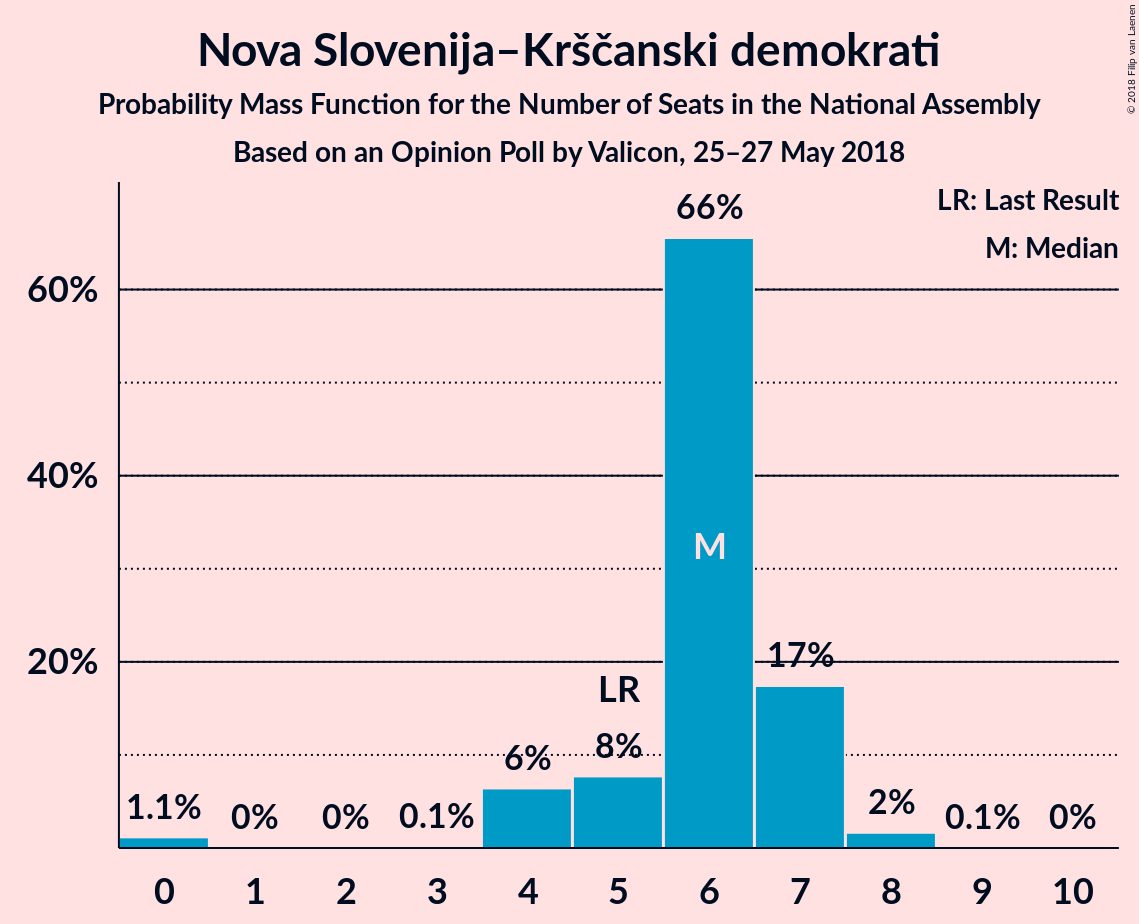 Nova Slovenija–Krščanski demokrati
Probability Mass Function for the Number of Seats in the National Assembly
Based on an Opinion Poll by Valicon, 25–27 May 2018
© 2018 Filip van Laenen
LR: Last Result
M: Median
66%
60%
40%
M
20%
17%
LR
8%
6%
1.1%
0%
0%
0.1%
2%
0.1%
0%
0 1 2 3 4 5 6 7 8 9 10